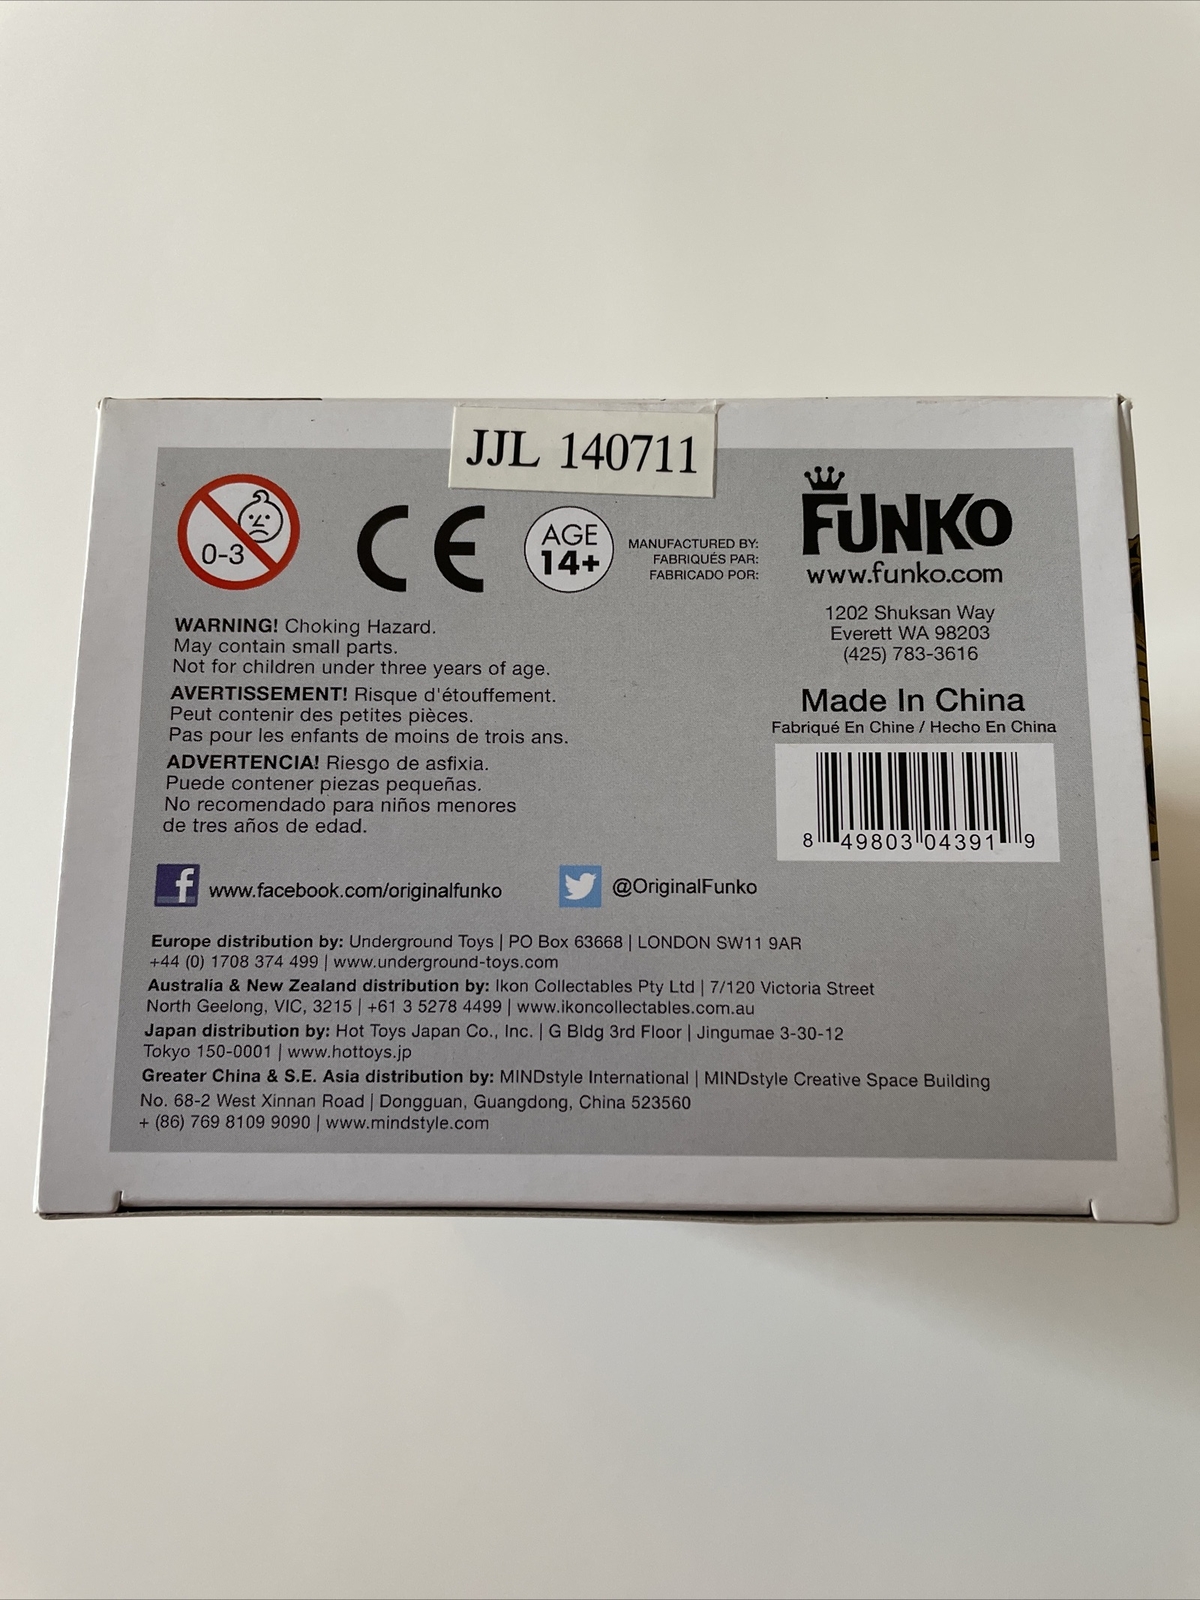 JJL 140711
0-3
CE
AGE
14+
MANUFACTURED BY:
FABRIQUÉS PAR:
FABRICADO POR:
FUNKO
www.funko.com
1202 Shuksan Way
Everett WA 98203
(425) 783-3616
Made In China
Fabriqué En Chine / Hecho En China
8 49803 04391 9
WARNING! Choking Hazard.
May contain small parts.
Not for children under three years of age.
AVERTISSEMENT! Risque d'étouffement.
Peut contenir des petites pièces.
Pas pour les enfants de moins de trois ans.
ADVERTENCIA! Riesgo de asfixia.
Puede contener piezas pequeñas.
No recomendado para niños menores
de tres años de edad.
f www.facebook.com/originalfunko
@OriginalFunko
Europe distribution by: Underground Toys | PO Box 63668 | LONDON SW11 9AR
+44 (0) 1708 374 499 | www.underground-toys.com
Australia & New Zealand distribution by: Ikon Collectables Pty Ltd | 7/120 Victoria Street
North Geelong, VIC, 3215 | +61 3 5278 4499 | www.ikoncollectables.com.au
Japan distribution by: Hot Toys Japan Co., Inc. | G Bldg 3rd Floor | Jingumae 3-30-12
Tokyo 150-0001 | www.hottoys.jp
Greater China & S.E. Asia distribution by: MINDstyle International | MINDstyle Creative Space Building
No. 68-2 West Xinnan Road | Dongguan, Guangdong, China 523560
+ (86) 769 8109 9090 | www.mindstyle.com